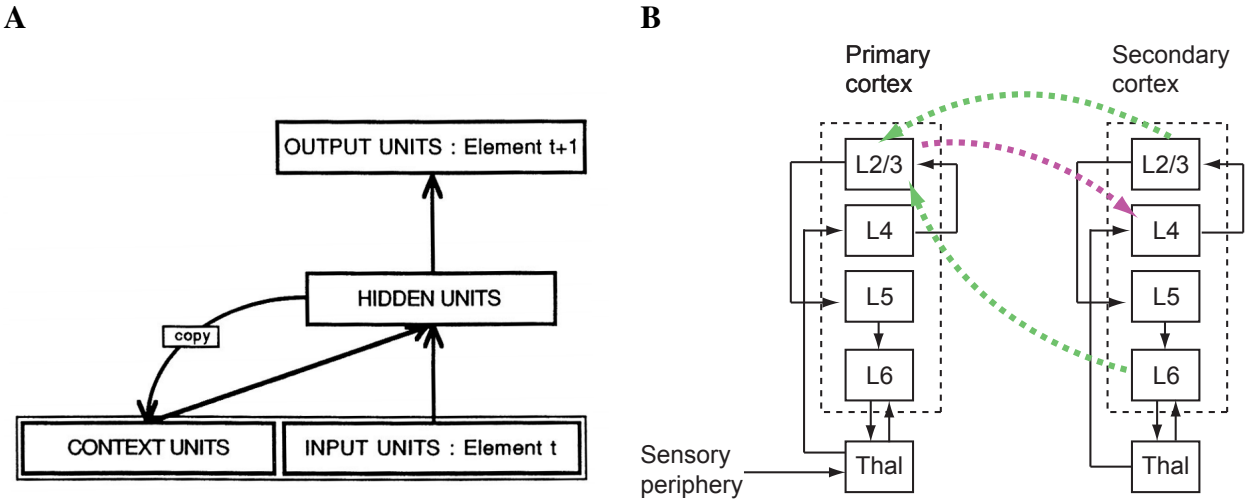 A
OUTPUT UNITS : Element t+1
HIDDEN UNITS
copy
CONTEXT UNITS
INPUT UNITS : Element t
B
Primary
cortex
Secondary
cortex
L2/3
L4
L5
L6
Thal
Sensory
periphery
L2/3
L4
L5
L6
Thal